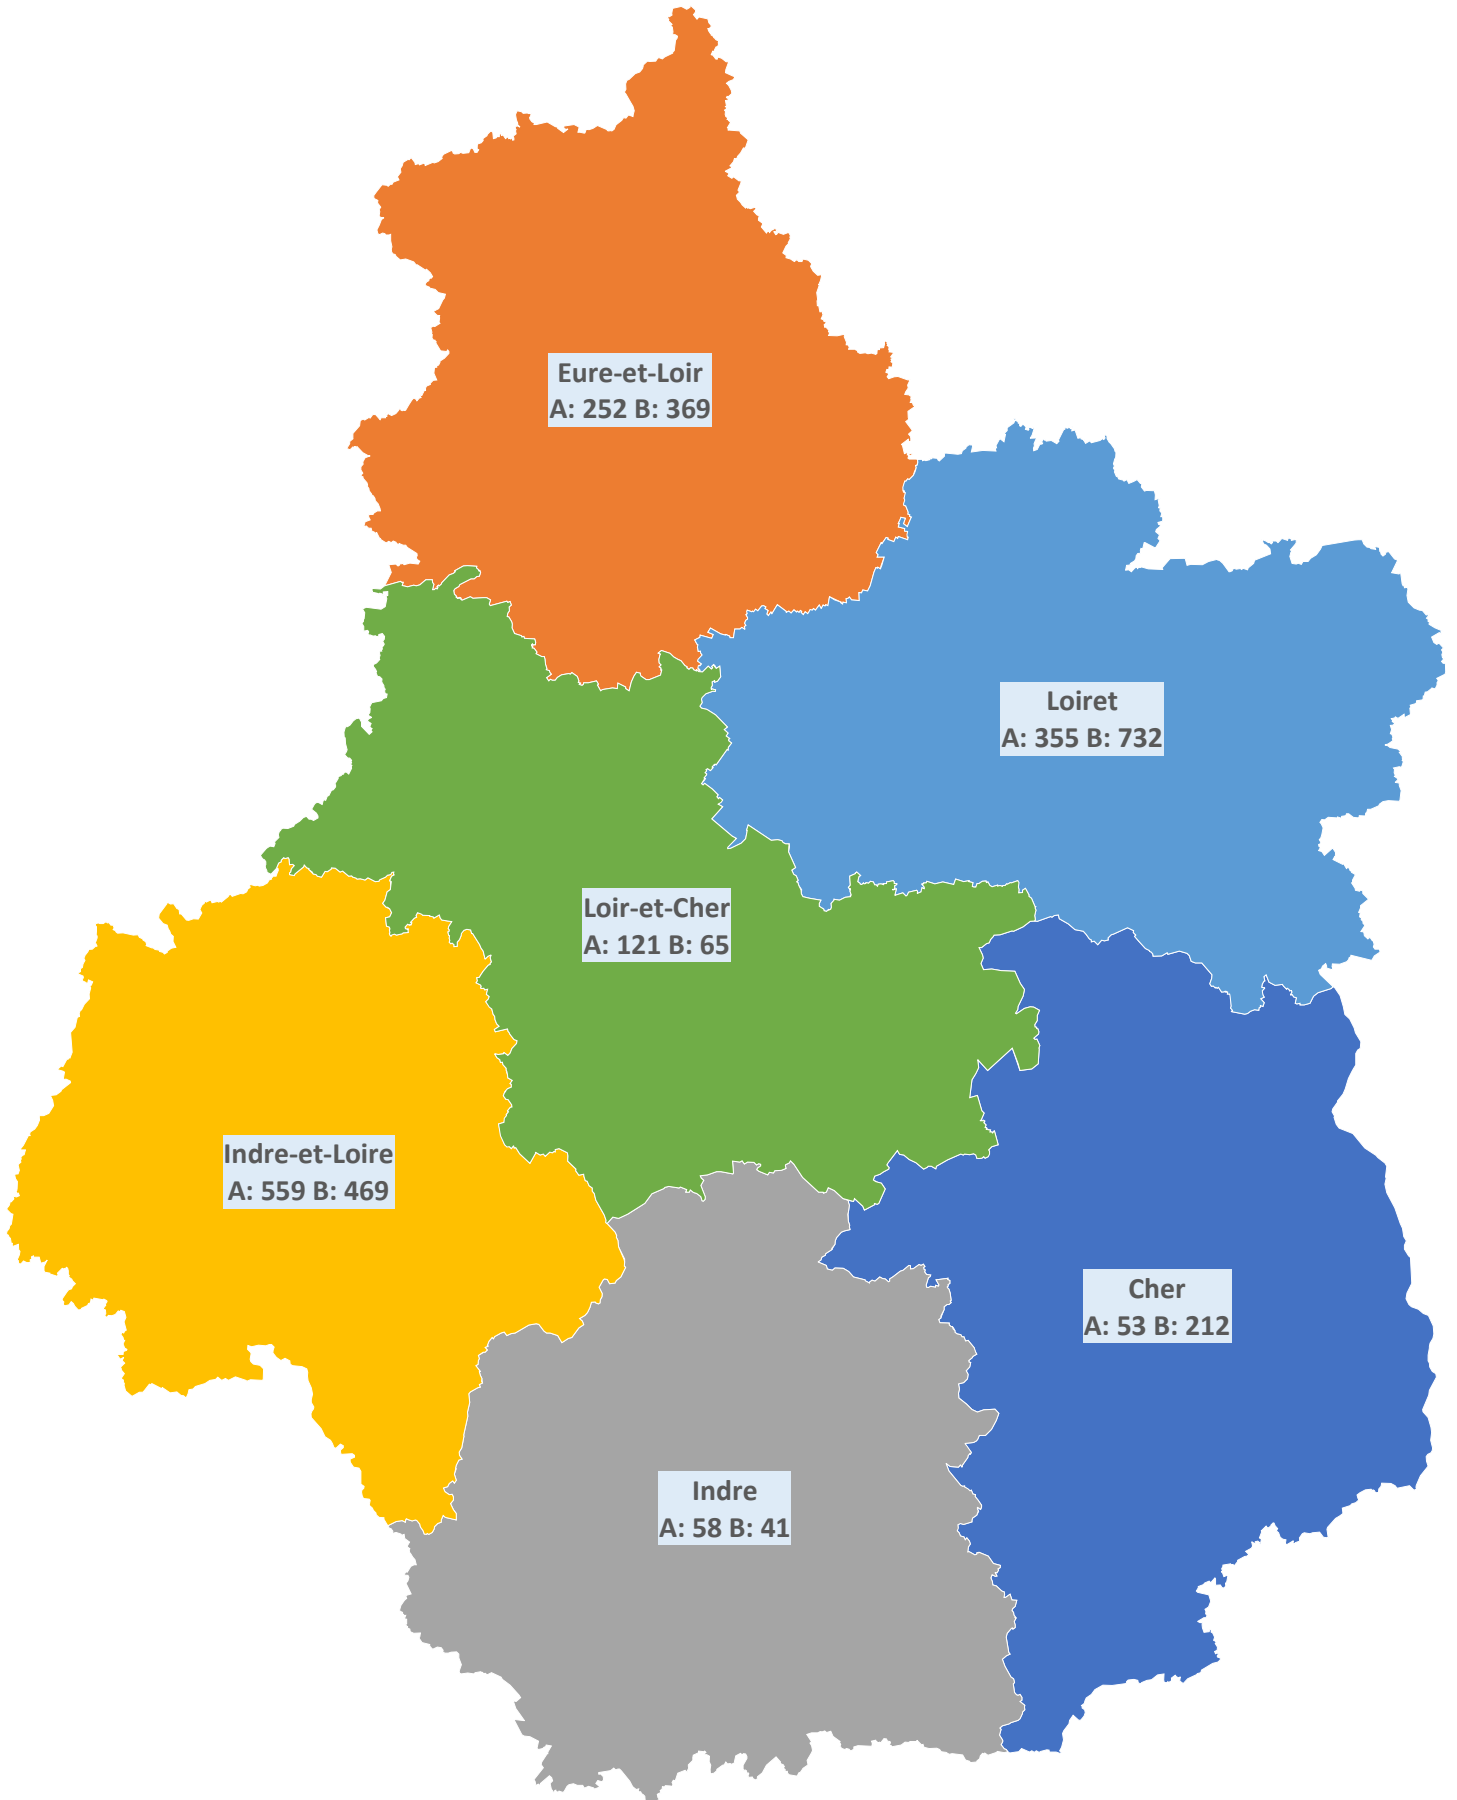 Eure-et-Loir
A: 252 B: 369
Loiret
A: 355 B: 732
Loir-et-Cher
A: 121 B: 65
Indre-et-Loire
A: 559 B: 469
Cher
A: 53 B: 212
Indre
A: 58 B: 41